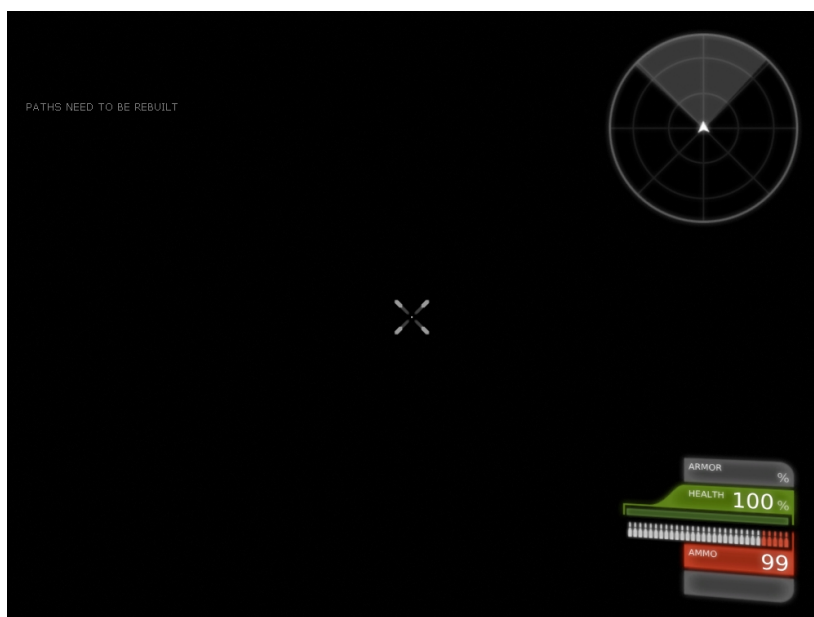 PATHS NEED TO BE REBUILT
ARMOR
%
HEALTH 100 %
AMMO 99